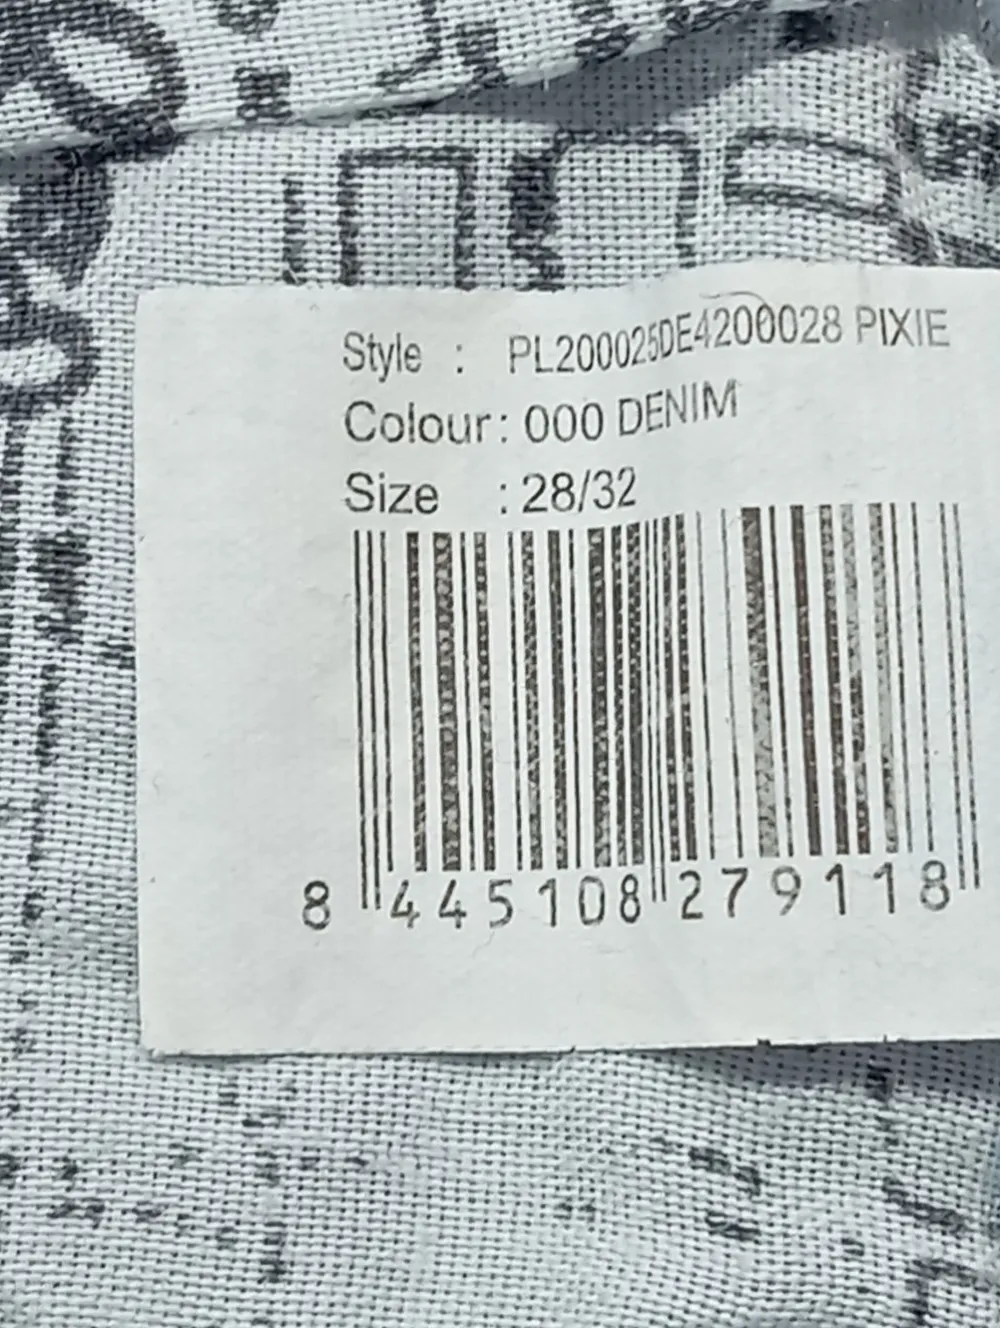 Style : PL200025DE4200028 PIXIE
Colour: 000 DENIM
Size : 28/32
8 445108 279118